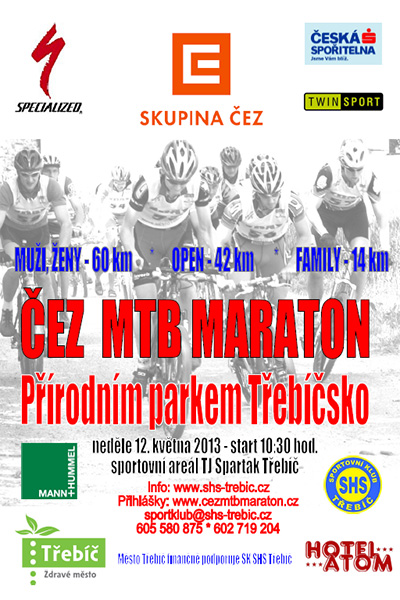 SPECIALIZED
SKUPINA ČEZ
ČESKÁ
SPOŘITELNA
Jsme Vám blíž.
TWINSPORT
MUŽI, ŽENY - 60 km * OPEN - 42 km * FAMILY - 14 km
ČEZ MTB MARATON
Přírodním parkem Třebíčsko
neděle 12. května 2013 - start 10:30 hod.
sportovní areál TJ Spartak Třebíč
Info: www.shs-trebic.cz
Přihlášky: www.cezmtbmaraton.cz
sportklub@shs-trebic.cz
605 580 875 * 602 719 204
MANN+
HUMMEL
SPORTOVNÍ KLUB
SHS
TŘEBÍČ
Třebíč
Zdravé město
Město Třebíč finančně podporuje SK SHS Třebíč
HOTEL...
...ATOM